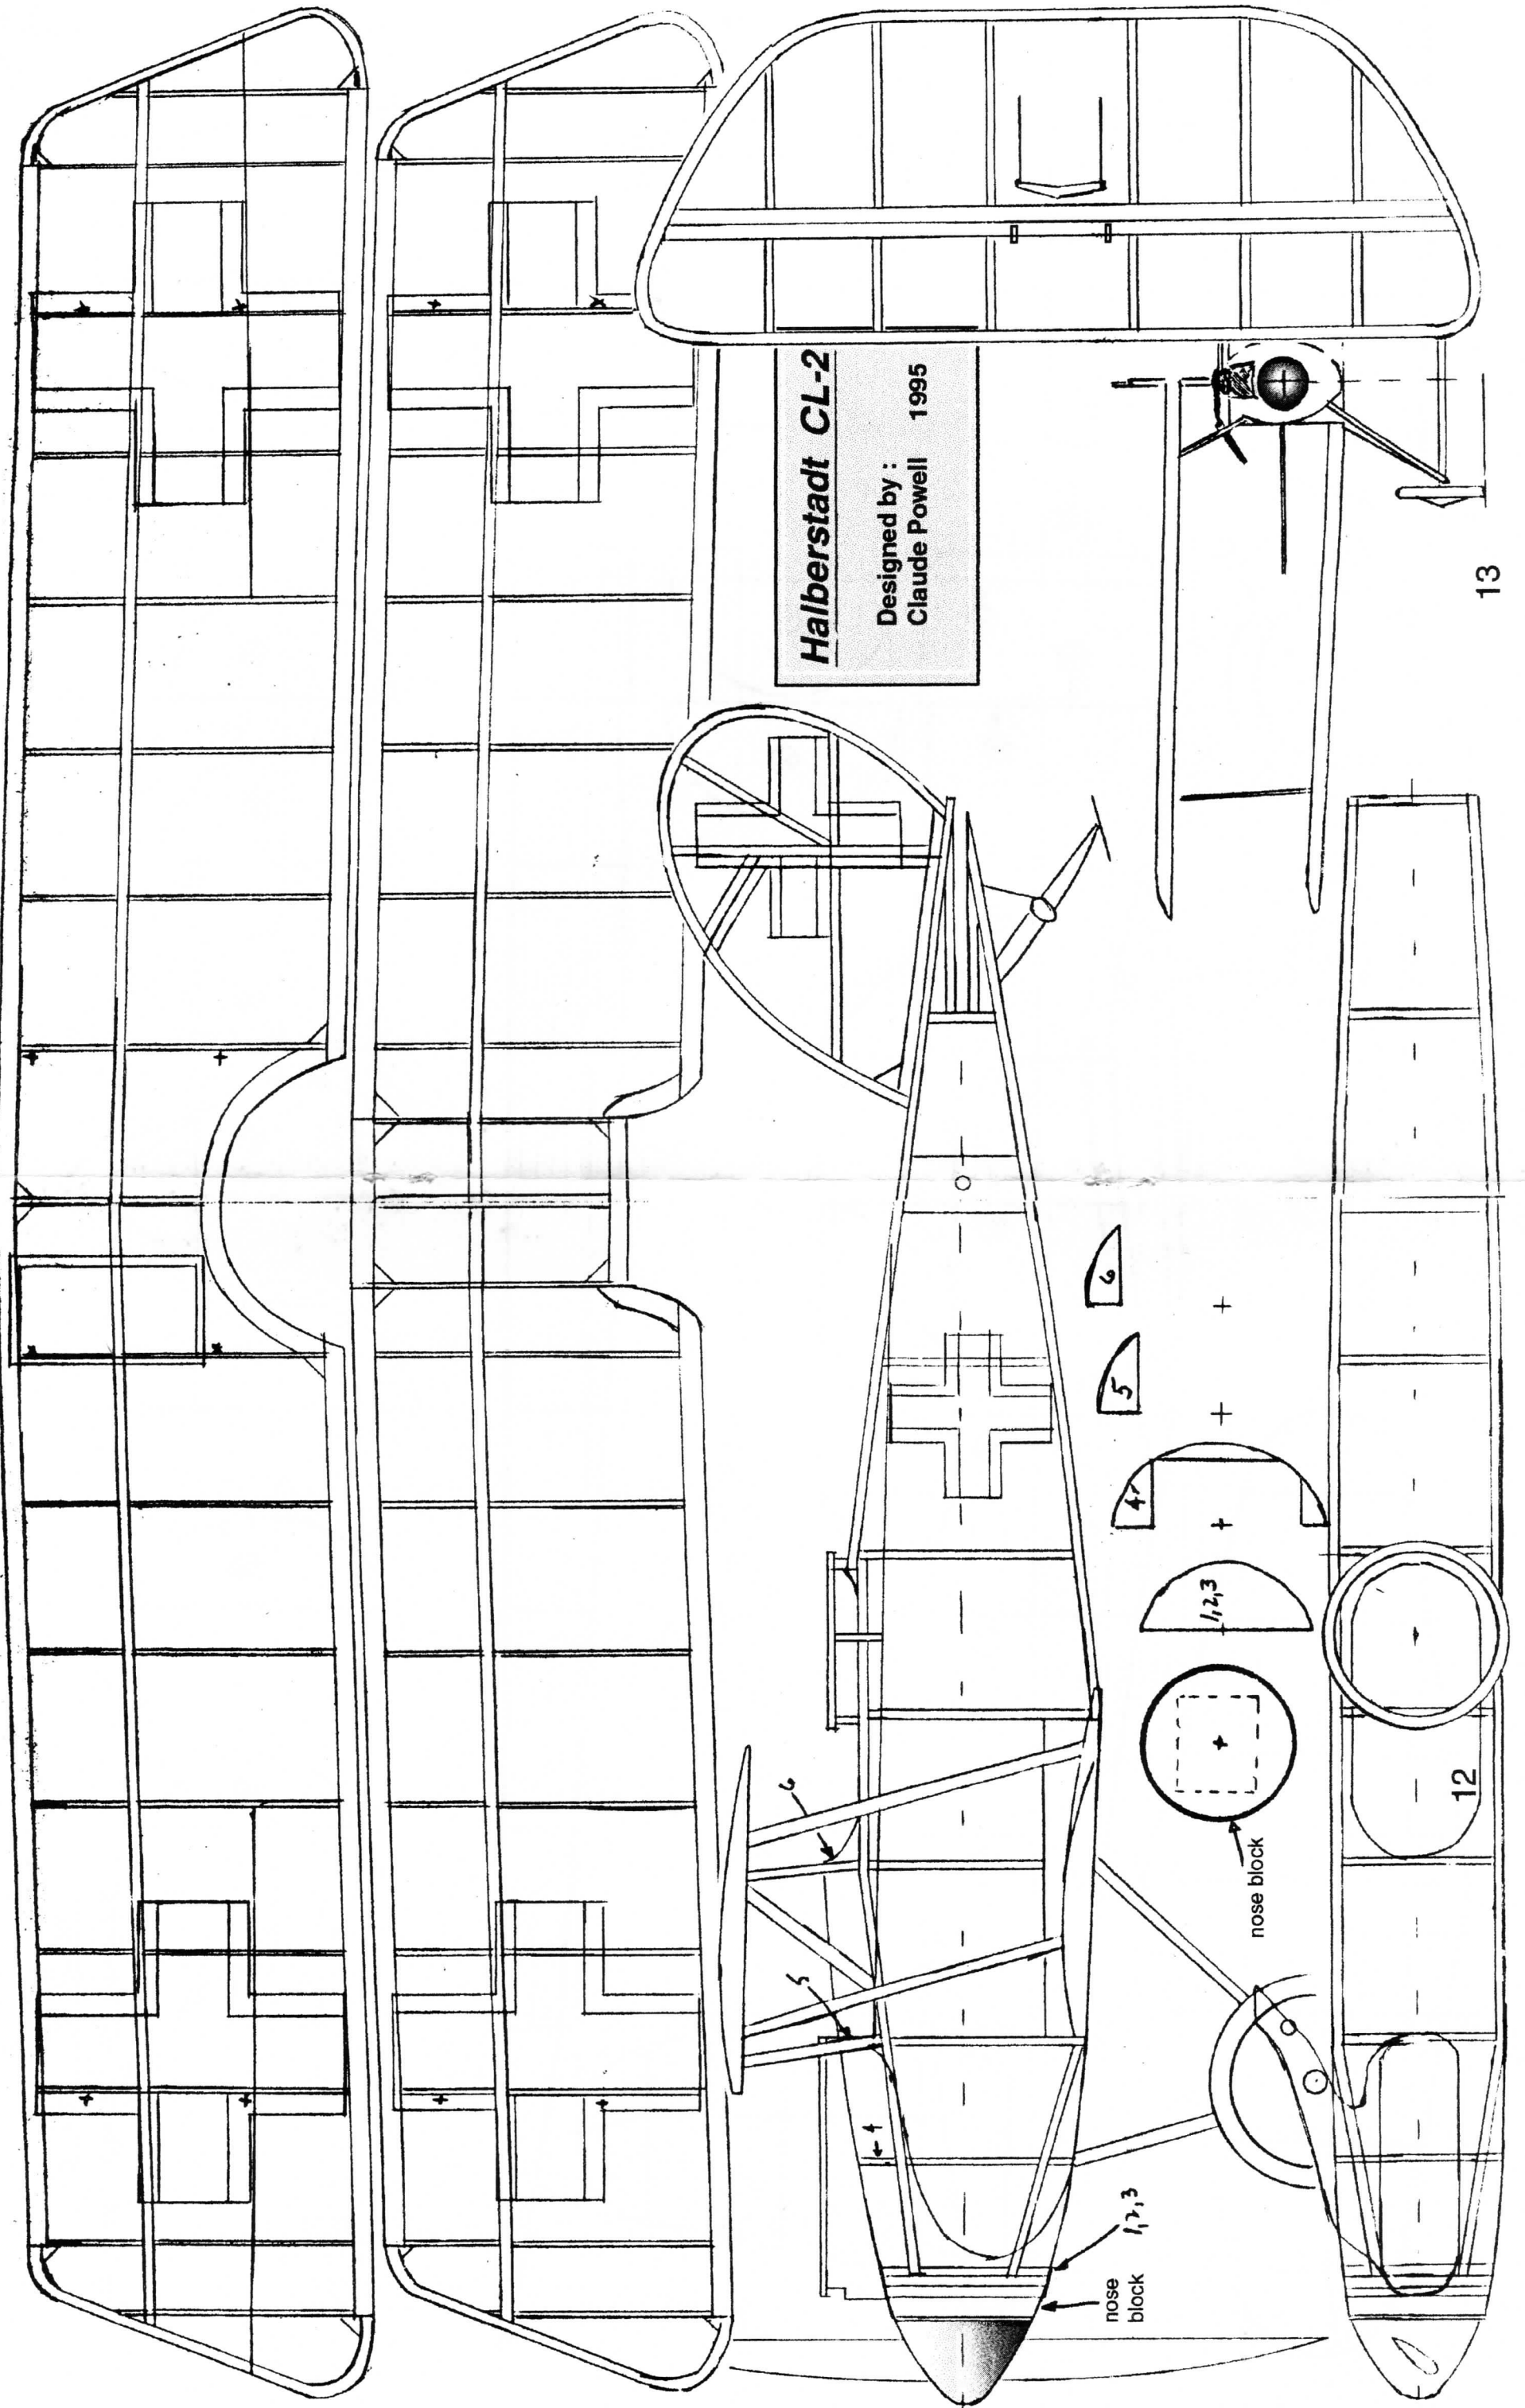 Halberstadt CL-2
Designed by :
Claude Powell 1995
13
6
5
4
1,2,3
nose block
12
6
5
4
1,2,3
nose
block